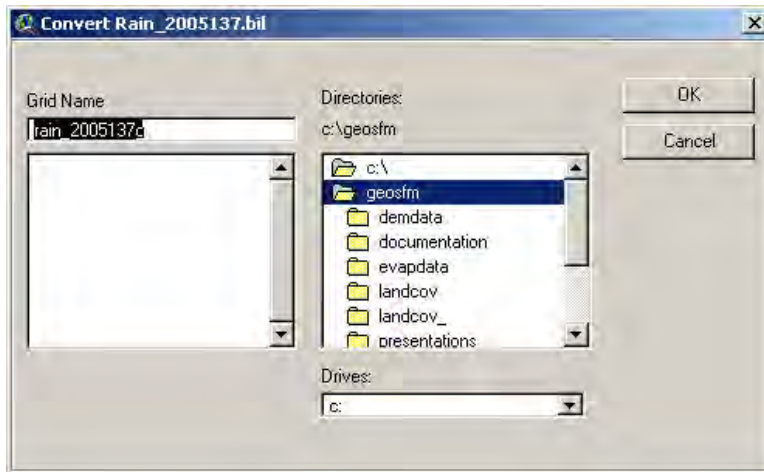 Convert Rain_2005137.bil
Grid Name
rain_2005137c
Directories:
c:\geosfm
c:\
geosfm
demdata
documentation
evapdata
landcov
landcov_
presentations
Drives:
c:
OK
Cancel